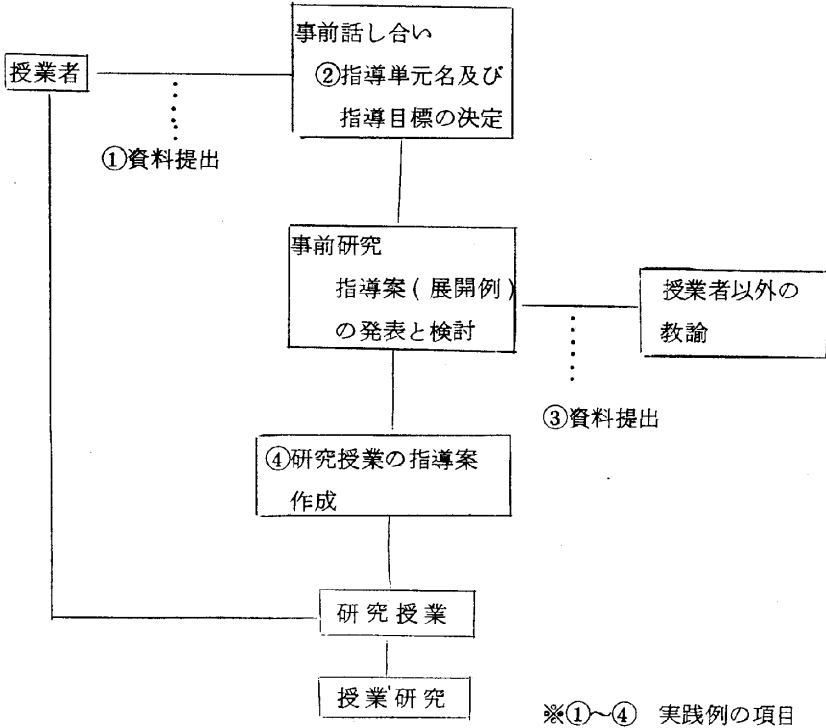 事前話し合い
②指導単元名及び
指導目標の決定
授業者
①資料提出
事前研究
指導案(展開例)
の発表と検討
授業者以外の
教諭
③資料提出
④研究授業の指導案
作成
研究授業
授業研究
※①〜④ 実践例の項目